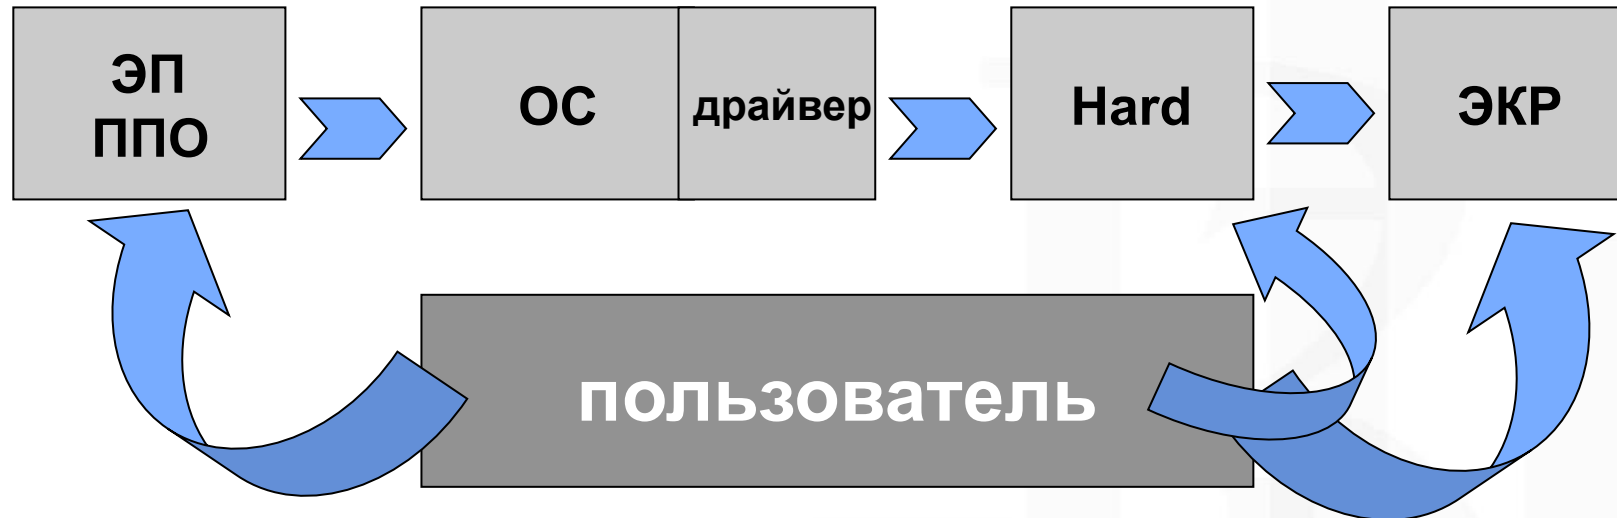 ЭП
ППО
ОС
драйвер
Hard
ЭКР
пользователь